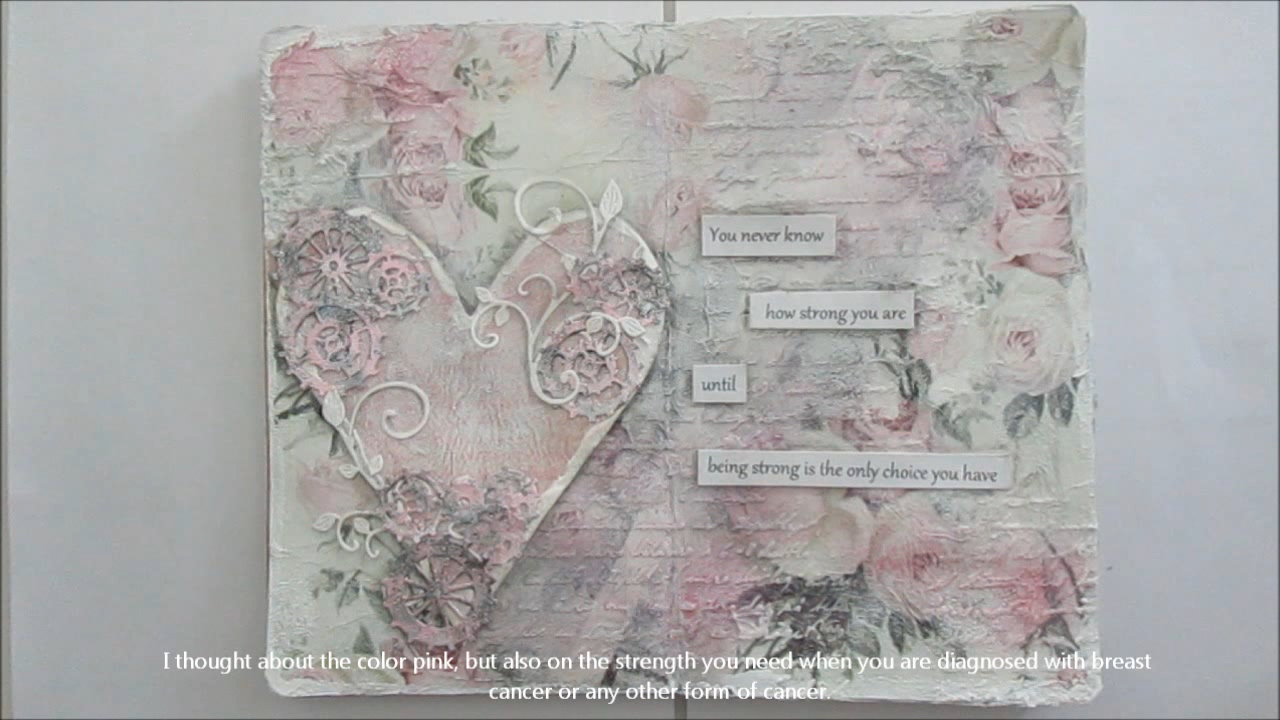 You never know
how strong you are
until
being strong is the only choice you have
I thought about the color pink, but also on the strength you need when you are diagnosed with breast
cancer or any other form of cancer.